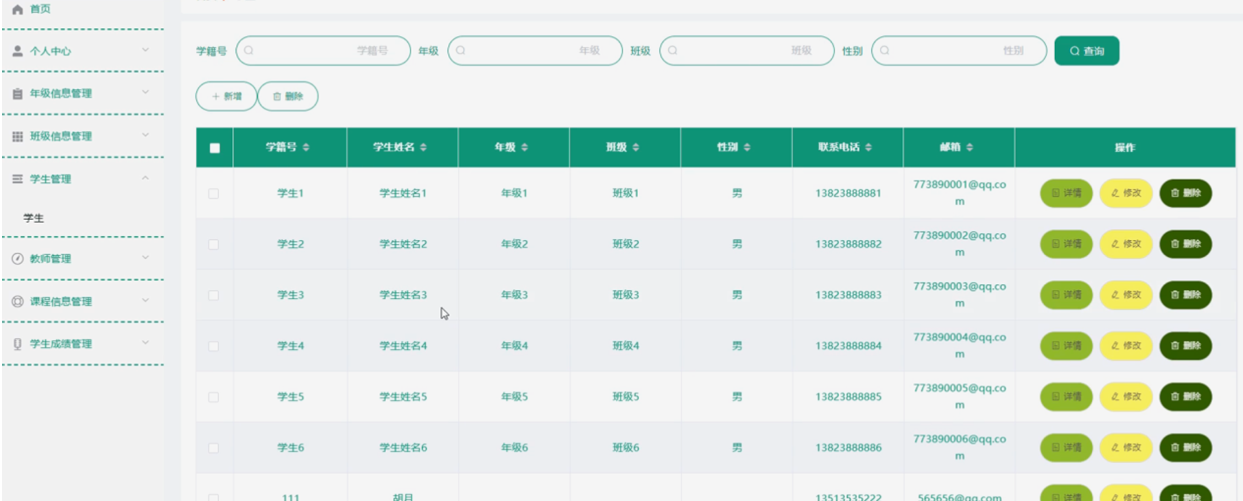 首页
个人中心
年级信息管理
班级信息管理
学生管理
学生
教师管理
课程信息管理
学生成绩管理
学籍号 学籍号 年级 年级 班级 班级 性别 性别 查询
新增 删除
学籍号 学生姓名 年级 班级 性别 联系电话 邮箱 操作
学生1 学生姓名1 年级1 班级1 男 13823888881 773890001@qq.co
m
详情 修改 删除
学生2 学生姓名2 年级2 班级2 男 13823888882 773890002@qq.co
m
详情 修改 删除
学生3 学生姓名3 年级3 班级3 男 13823888883 773890003@qq.co
m
详情 修改 删除
学生4 学生姓名4 年级4 班级4 男 13823888884 773890004@qq.co
m
详情 修改 删除
学生5 学生姓名5 年级5 班级5 男 13823888885 773890005@qq.co
m
详情 修改 删除
学生6 学生姓名6 年级6 班级6 男 13823888886 773890006@qq.co
m
详情 修改 删除
111 胡月 13513535222 565656@qq.com 详情 修改 删除